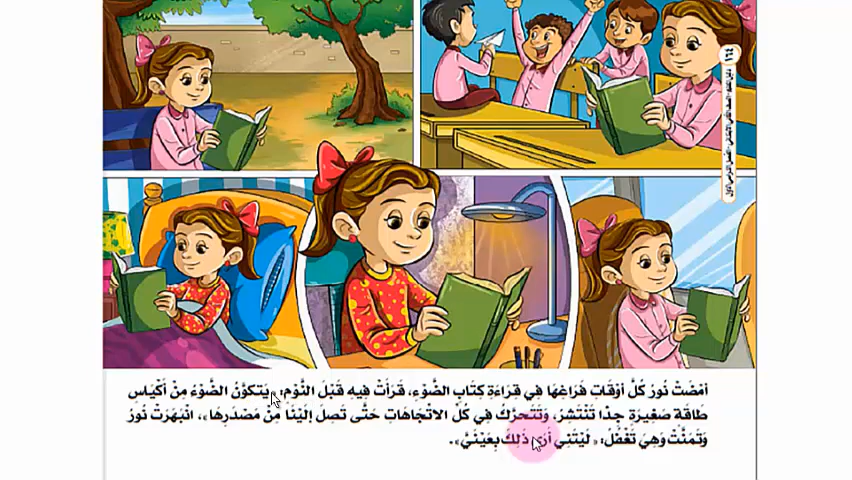 أَمْضَتْ نُورُ كُلَّ أَوْقَاتِ فَرَاغِهَا فِي قِرَاءَةِ كِتَابِ الضَّوْءِ، قَرَأَتْ فِيهِ قَبْلَ النَّوْمِ: «يَتَكَوَّنُ الضَّوْءُ مِنْ أَكْيَاسِ
طَاقَةٍ صَغِيرَةٍ جِدًّا تَنْتَشِرُ، وَتَتَحَرَّكُ فِي كُلِّ الاتِّجَاهَاتِ حَتَّى تَصِلَ إِلَيْنَا مِنْ مَصْدَرِهَا»، انْبَهَرَتْ نُورُ
وَتَمَنَّتْ وَهِيَ تَغْفُلُ: «لَيْتَنِي أَرَى ذَلِكَ بِعَيْنَيَّ».